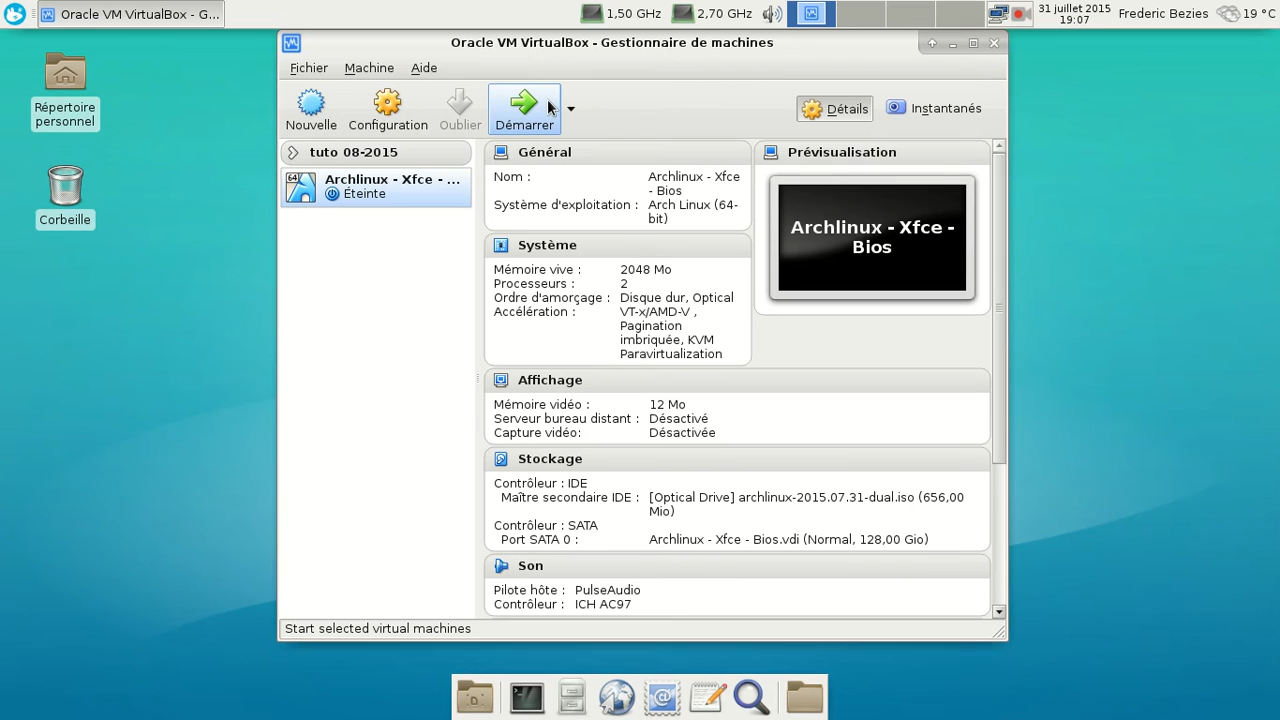 Oracle VM VirtualBox - G...
1,50 GHz
2,70 GHz
31 juillet 2015
19:07
Frederic Bezies
19 °C
Répertoire
personnel
Corbeille
Oracle VM VirtualBox - Gestionnaire de machines
Fichier
Machine
Aide
Nouvelle
Configuration
Oublier
Démarrer
Détails
Instantanés
tuto 08-2015
64
Archlinux - Xfce - ...
Éteinte
Général
Nom :
Archlinux - Xfce
- Bios
Système d'exploitation :
Arch Linux (64-
bit)
Système
Mémoire vive :
2048 Mo
Processeurs :
2
Ordre d'amorçage :
Disque dur, Optical
Accélération :
VT-x/AMD-V ,
Pagination
imbriquée, KVM
Paravirtualization
Prévisualisation
Archlinux - Xfce -
Bios
Affichage
Mémoire vidéo :
12 Mo
Serveur bureau distant :
Désactivé
Capture vidéo:
Désactivée
Stockage
Contrôleur : IDE
Maître secondaire IDE :
[Optical Drive] archlinux-2015.07.31-dual.iso (656,00
Mio)
Contrôleur : SATA
Port SATA 0 :
Archlinux - Xfce - Bios.vdi (Normal, 128,00 Gio)
Son
Pilote hôte :
PulseAudio
Contrôleur :
ICH AC97
Start selected virtual machines